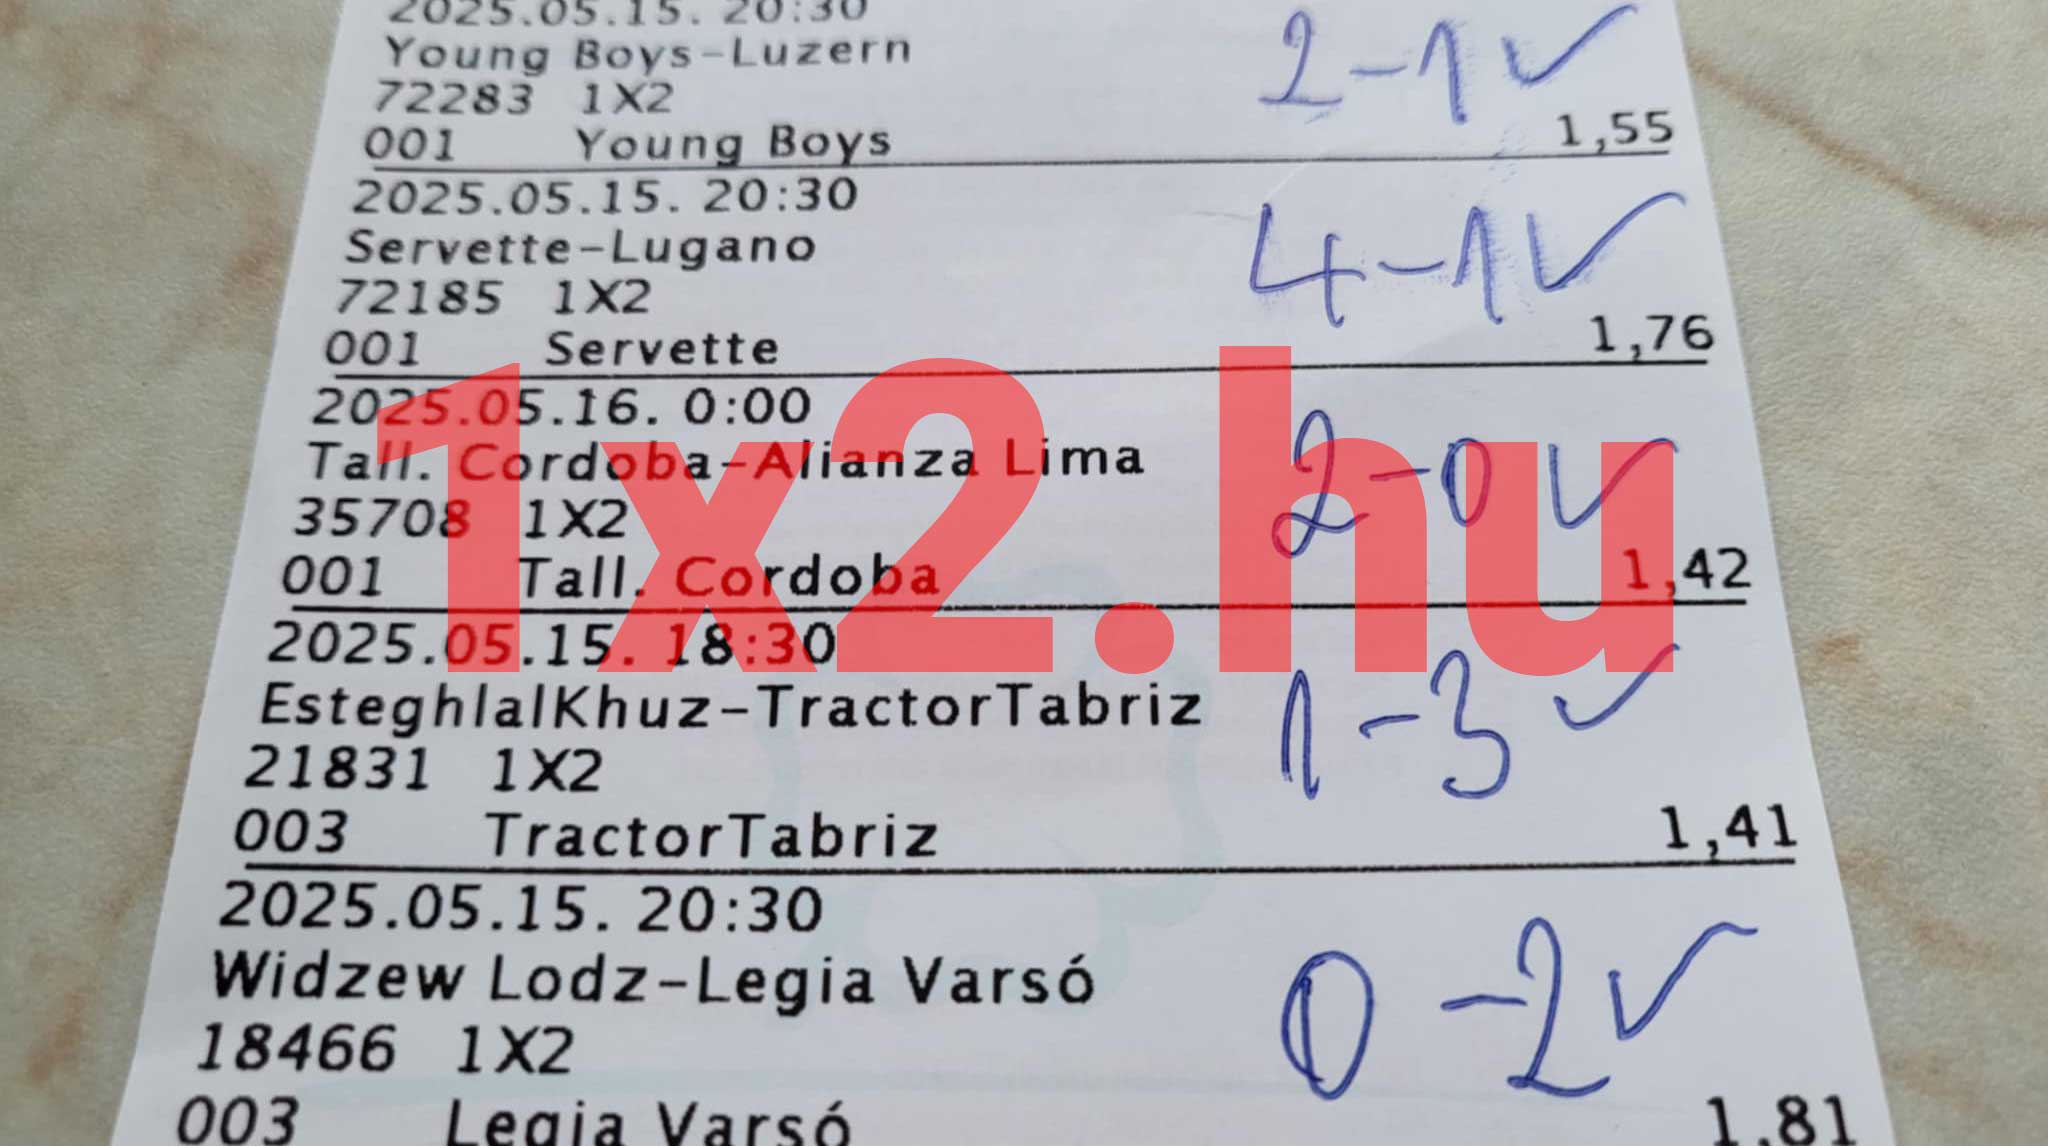 2025.05.15. 20:30
Young Boys-Luzern 2-1
72283 1X2
001 Young Boys 1,55
2025.05.15. 20:30
Servette-Lugano 4-1
72185 1X2
001 Servette 1,76
2025.05.16. 0:00
Tall. Cordoba-Alianza Lima 2-0
35708 1X2
001 Tall. Cordoba 1,42
2025.05.15. 18:30
EsteghlalKhuz-TractorTabriz 1-3
21831 1X2
003 TractorTabriz 1,41
2025.05.15. 20:30
Widzew Lodz-Legia Varsó 0-2
18466 1X2
003 Legia Varsó 1,81
1x2.hu